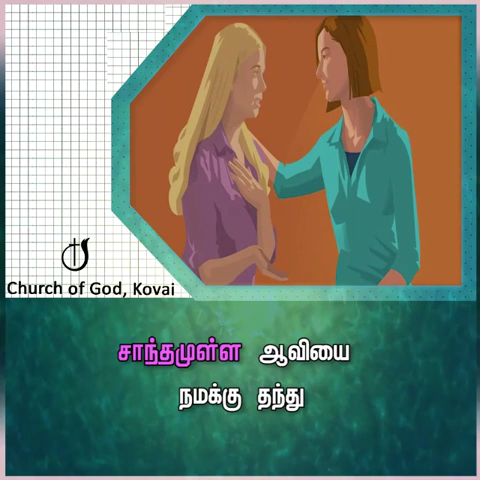 Church of God, Kovai
சாந்தமுள்ள ஆவியை
நமக்கு தந்து